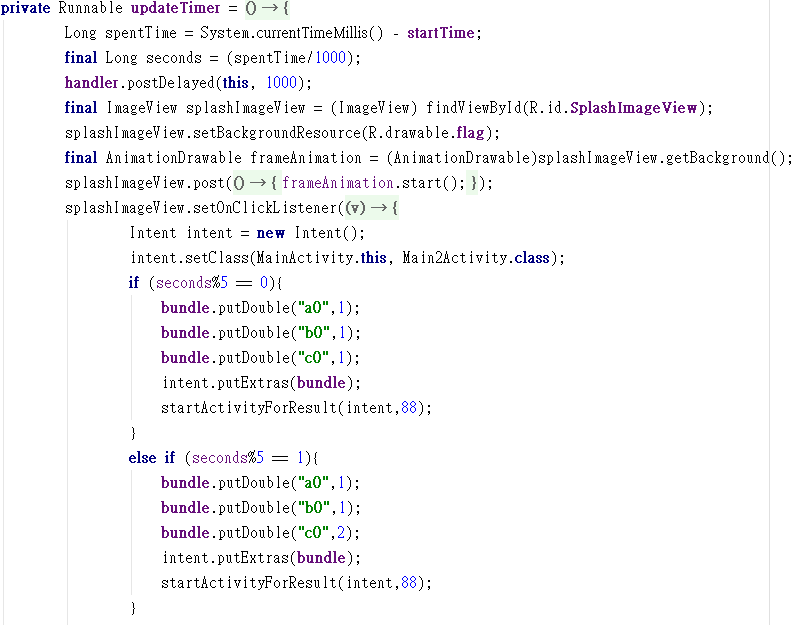 private Runnable updateTimer = () → {
Long spentTime = System.currentTimeMillis() - startTime;
final Long seconds = (spentTime/1000);
handler.postDelayed(this, 1000);
final ImageView splashImageView = (ImageView) findViewById(R.id.SplashImageView);
splashImageView.setBackgroundResource(R.drawable.flag);
final AnimationDrawable frameAnimation = (AnimationDrawable)splashImageView.getBackground();
splashImageView.post(() → { frameAnimation.start(); });
splashImageView.setOnClickListener((v) → {
Intent intent = new Intent();
intent.setClass(MainActivity.this, Main2Activity.class);
if (seconds%5 == 0){
bundle.putDouble("a0",1);
bundle.putDouble("b0",1);
bundle.putDouble("c0",1);
intent.putExtras(bundle);
startActivityForResult(intent,88);
}
else if (seconds%5 == 1){
bundle.putDouble("a0",1);
bundle.putDouble("b0",1);
bundle.putDouble("c0",2);
intent.putExtras(bundle);
startActivityForResult(intent,88);
}